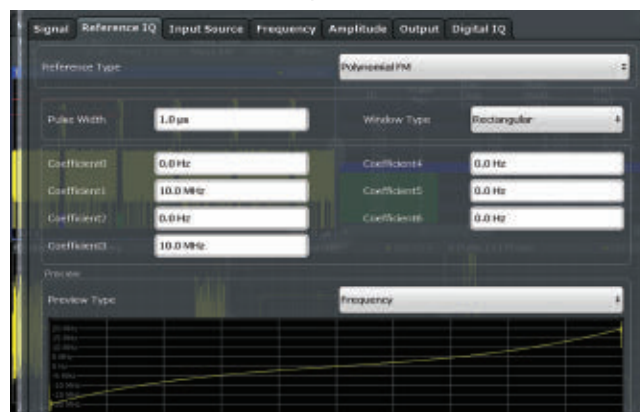 Signal Reference IQ Input Source Frequency Amplitude Output Digital IQ
Reference Type Polynomial FM
Pulse Width 1.0 µs Window Type Rectangular
Coefficient0 0.0 Hz Coefficient4 0.0 Hz
Coefficient1 10.0 MHz Coefficient5 0.0 Hz
Coefficient2 0.0 Hz Coefficient6 0.0 Hz
Coefficient3 10.0 MHz
Preview
Preview Type Frequency